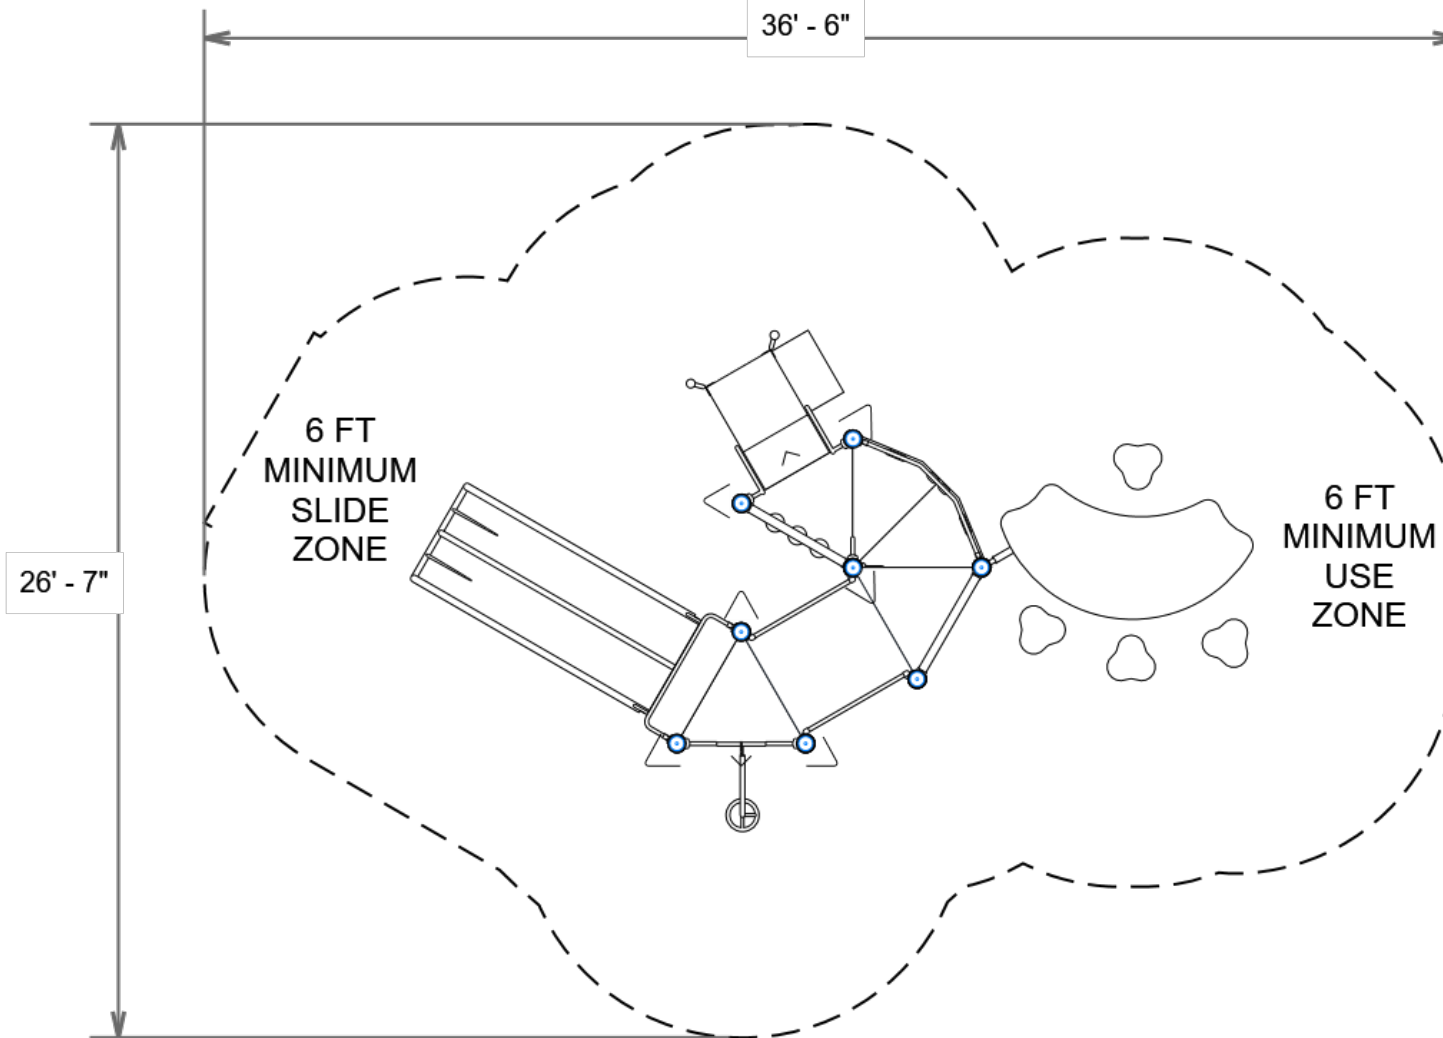 36' - 6"
6 FT
MINIMUM
SLIDE
ZONE
26' - 7"
6 FT
MINIMUM
USE
ZONE